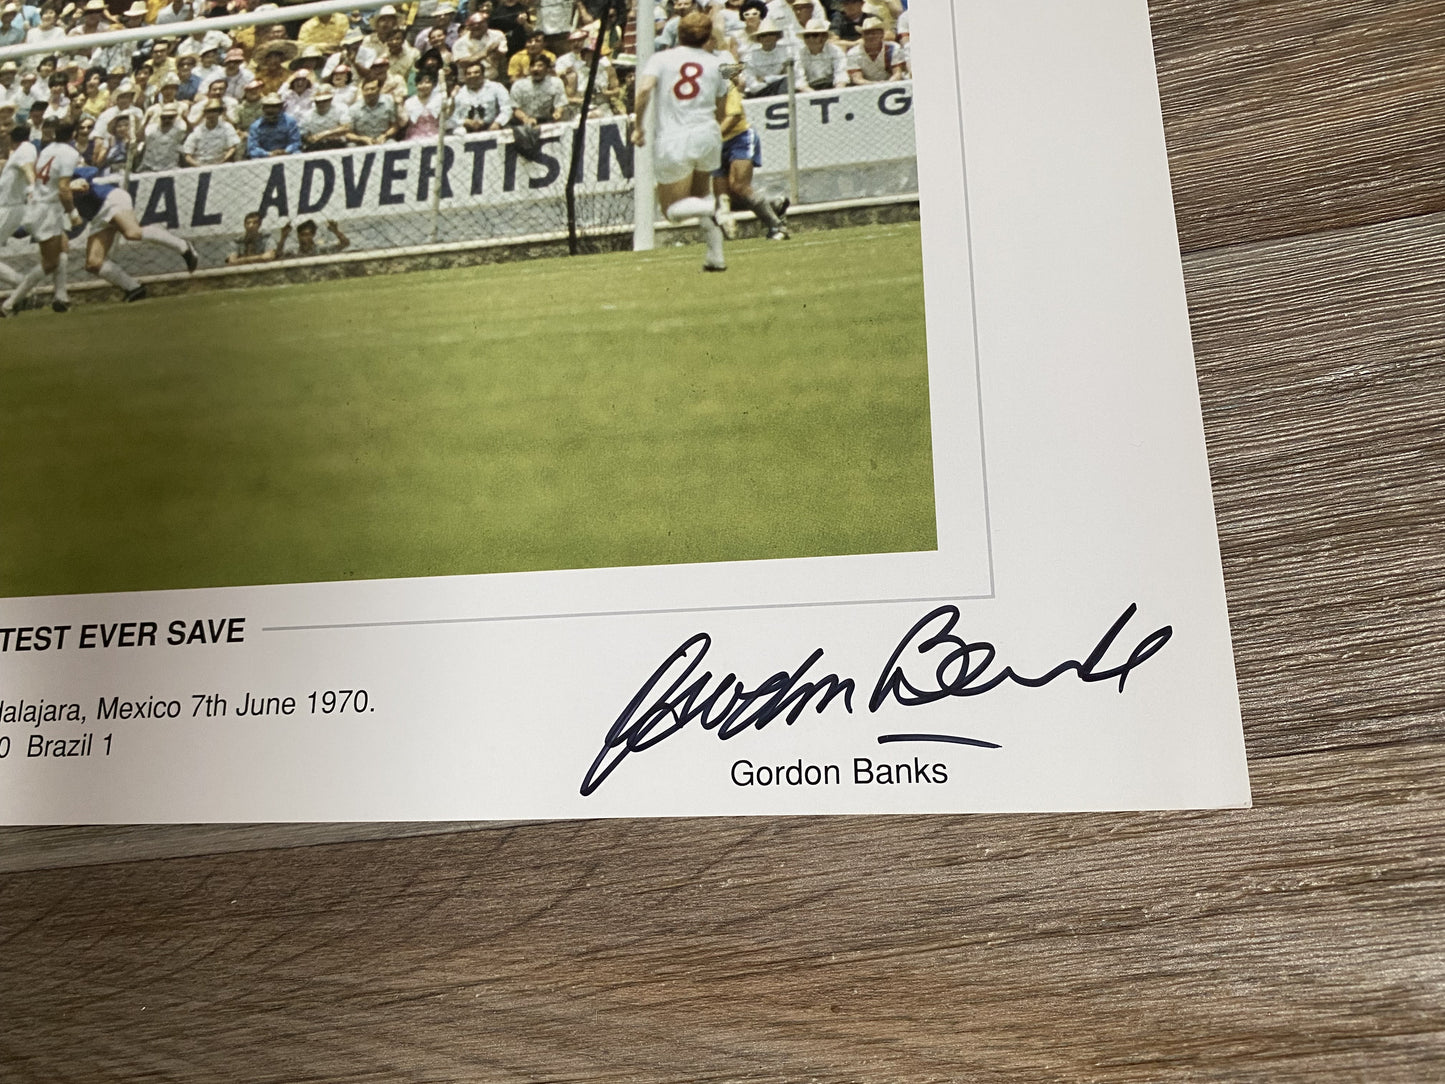 8
ST. G
4
AL ADVERTISIN
TEST EVER SAVE
dalajara, Mexico 7th June 1970.
0 Brazil 1
Gordon Banks
Gordon Banks